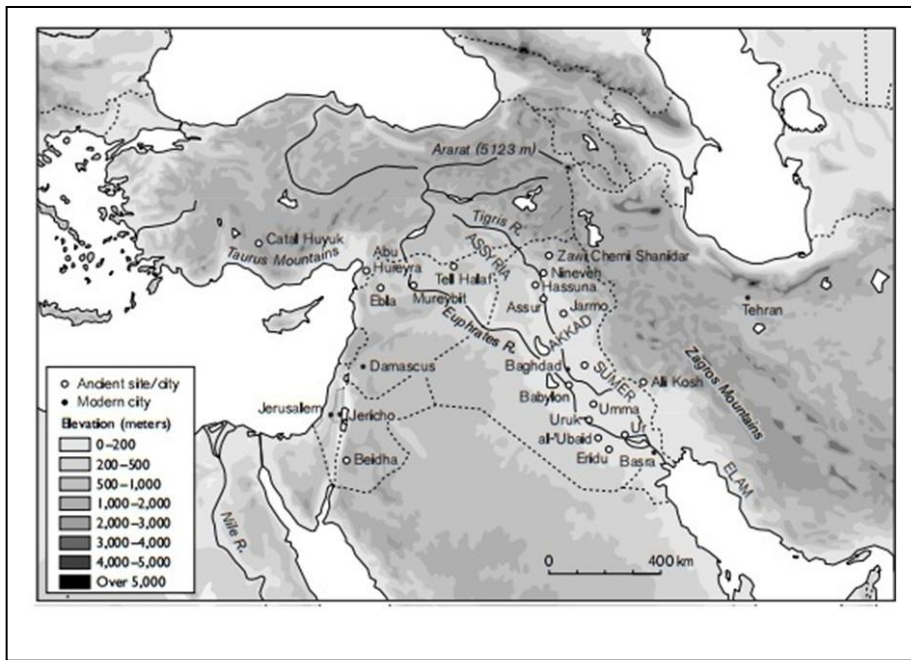 Ararat (5123 m)
Tigris R.
Catal Huyuk
Taurus Mountains
ASSYRIA
Zawi Chemi Shanidar
Abu
Hureyra
Tell Halaf
Nineveh
Hassuna
Ebla
Mureybit
Assur
Jarmo
Tehran
Euphrates R.
AKKAD
Zagros Mountains
Damascus
Baghdad
SUMER
Ali Kosh
Babylon
Jerusalem
Jericho
Umma
Uruk
Ur
al-'Ubaid
Beidha
Eridu
Basra
ELAM
Nile R.
Ancient site/city
Modern city
Elevation (meters)
0–200
200–500
500–1,000
1,000–2,000
2,000–3,000
3,000–4,000
4,000–5,000
Over 5,000
0 400 km